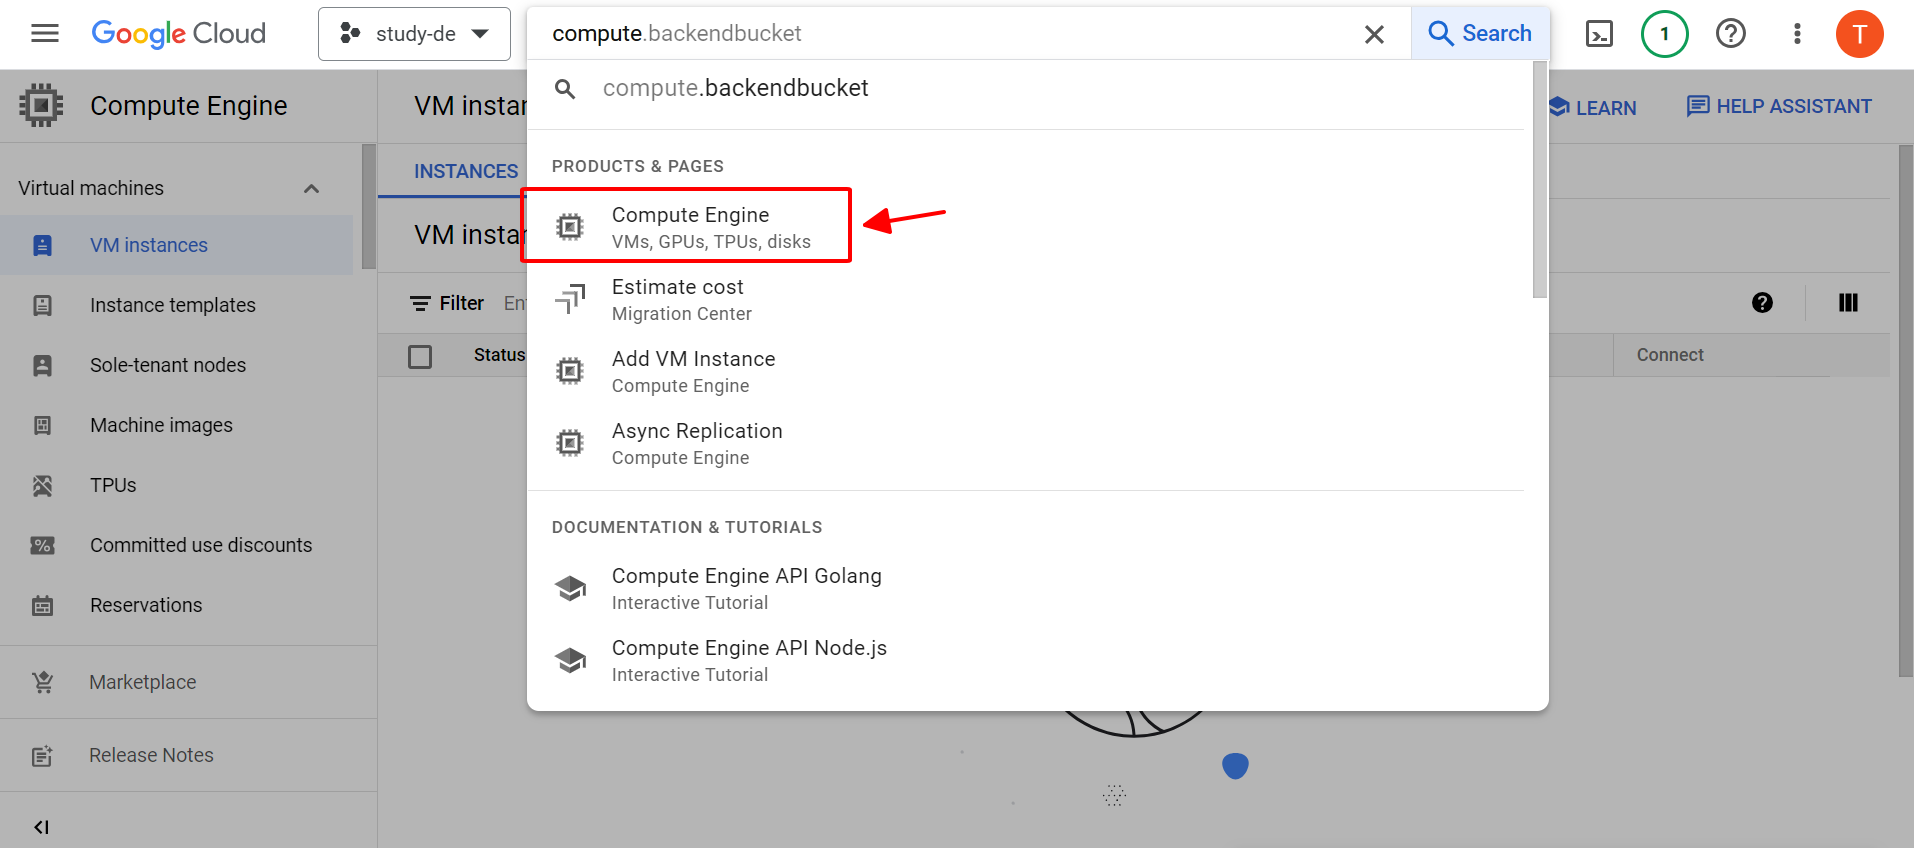 Google Cloud
study-de
compute.backendbucket
Search
1
T
Compute Engine
Virtual machines
VM instances
Instance templates
Sole-tenant nodes
Machine images
TPUs
Committed use discounts
Reservations
Marketplace
Release Notes
VM instan
LEARN
HELP ASSISTANT
INSTANCES
VM instan
Filter
Ent
Status
Connect
compute.backendbucket
PRODUCTS & PAGES
Compute Engine
VMs, GPUs, TPUs, disks
Estimate cost
Migration Center
Add VM Instance
Compute Engine
Async Replication
Compute Engine
DOCUMENTATION & TUTORIALS
Compute Engine API Golang
Interactive Tutorial
Compute Engine API Node.js
Interactive Tutorial